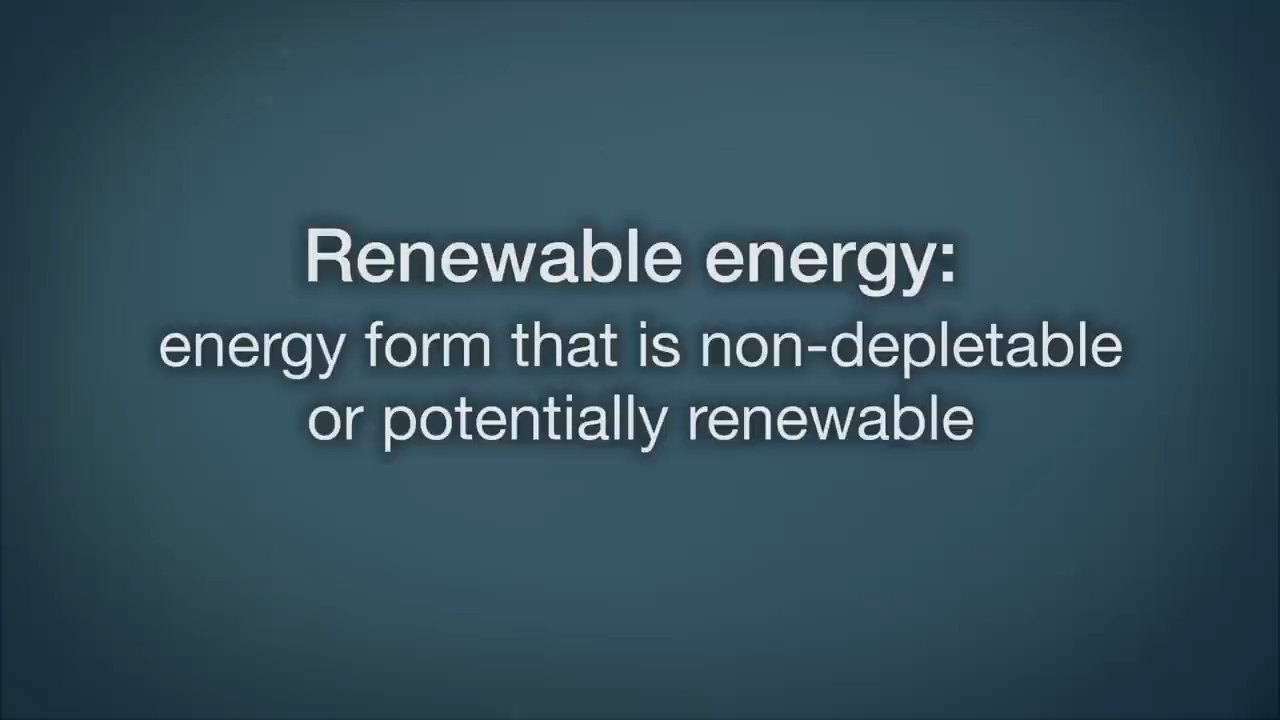 Renewable energy:
energy form that is non-depletable
or potentially renewable